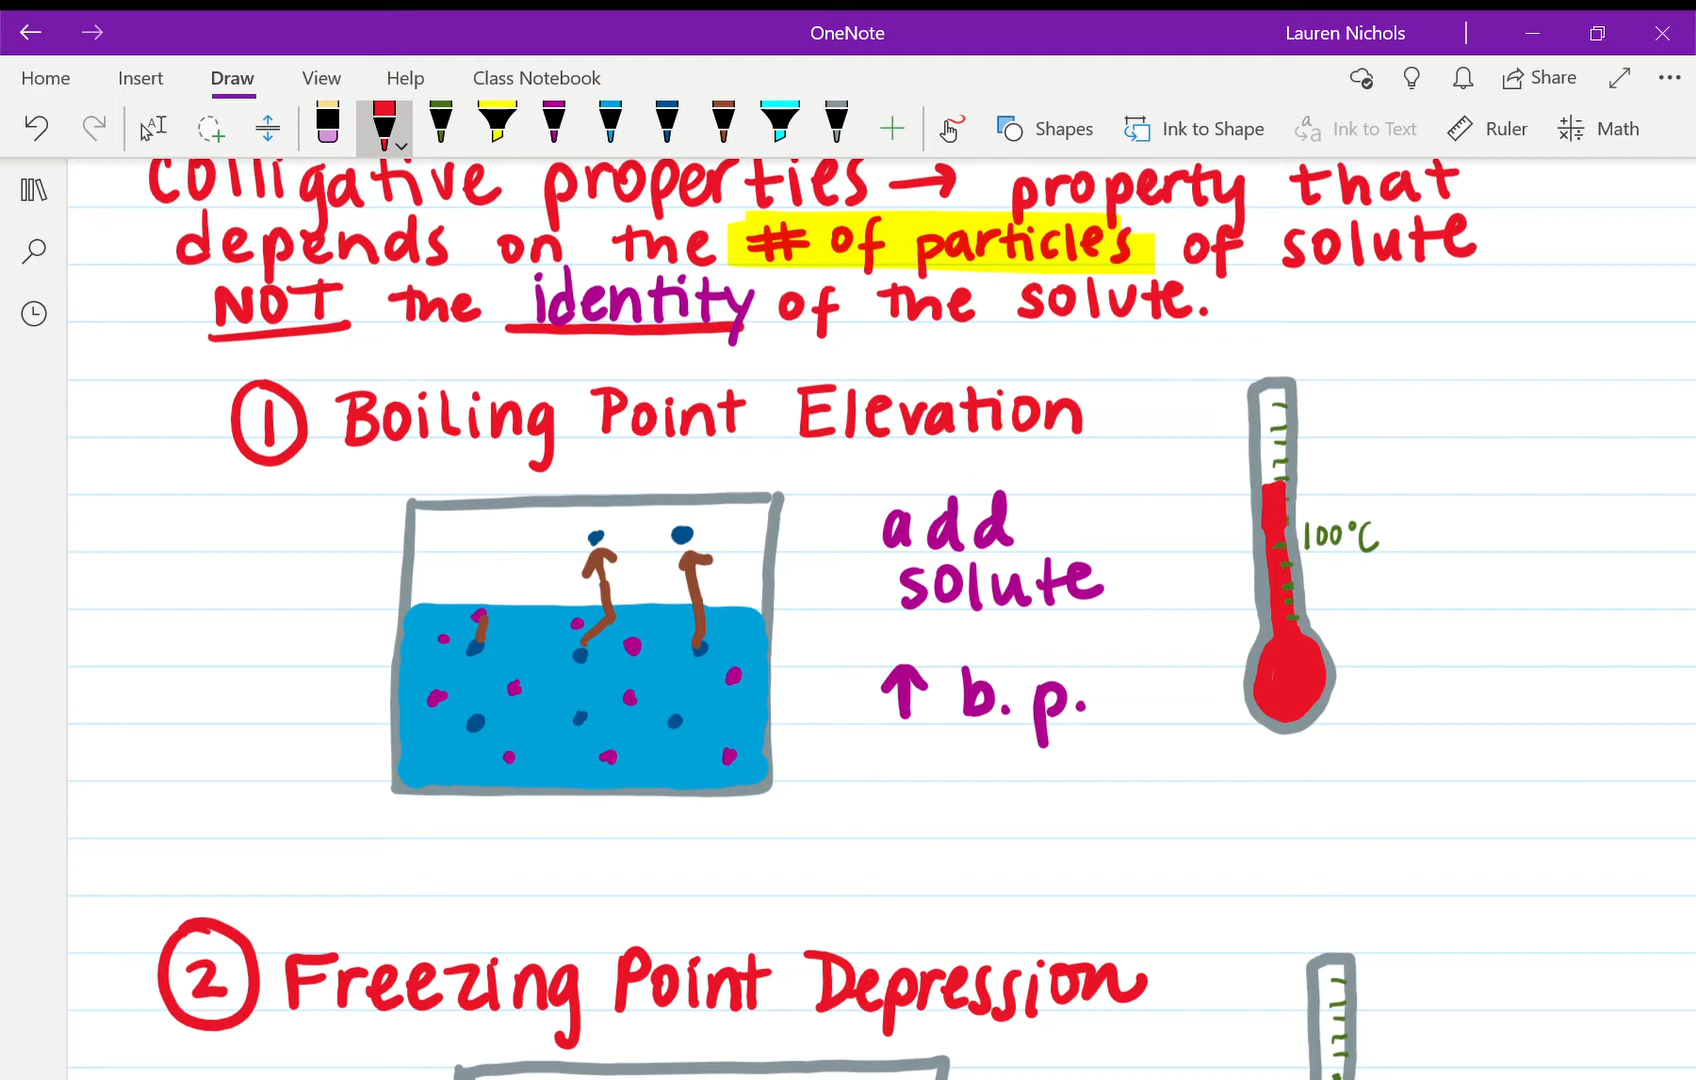 OneNote
Lauren Nichols
Home Insert Draw View Help Class Notebook Share
Shapes Ink to Shape Ink to Text Ruler Math
Colligative properties → property that
depends on the # of particles of solute
NOT the identity of the solute.
① Boiling Point Elevation
add
solute
100°C
↑ b.p.
② Freezing Point Depression